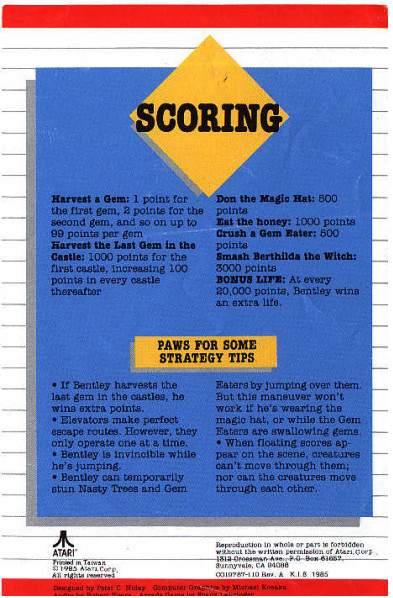 SCORING
Harvest a Gem: 1 point for
the first gem, 2 points for the
second gem, and so on up to
99 points per gem
Harvest the Last Gem in the
Castle: 1000 points for the
first castle, increasing 100
points in every castle
thereafter
Don the Magic Hat: 500
points
Eat the honey: 1000 points
Crush a Gem Eater: 500
points
Smash Berthilda the Witch:
3000 points
BONUS LIFE: At every
20,000 points, Bentley wins
an extra life.
PAWS FOR SOME
STRATEGY TIPS
• If Bentley harvests the
last gem in the castles, he
wins extra points.
• Elevators make perfect
escape routes. However, they
only operate one at a time.
• Bentley is invincible while
he's jumping.
• Bentley can temporarily
stun Nasty Trees and Gem
Eaters by jumping over them.
But this maneuver won't
work if he's wearing the
magic hat, or while the Gem
Eaters are swallowing gems.
• When floating scores ap-
pear on the scene, creatures
can't move through them;
nor can the creatures move
through each other.
ATARI
Printed in Taiwan
© 1985 Atari Corp.
All rights reserved
Reproduction in whole or part is forbidden
without the written permission of Atari, Corp.,
1312 Crossman Ave., P.O. Box 61657,
Sunnyvale, CA 94088
CO19787-110 Rev. A K.I.B 1985
Designed by Peter C. Niday Computer Graphics by Michael Kosaka
Audio by Robert Vieira Arcade Game by